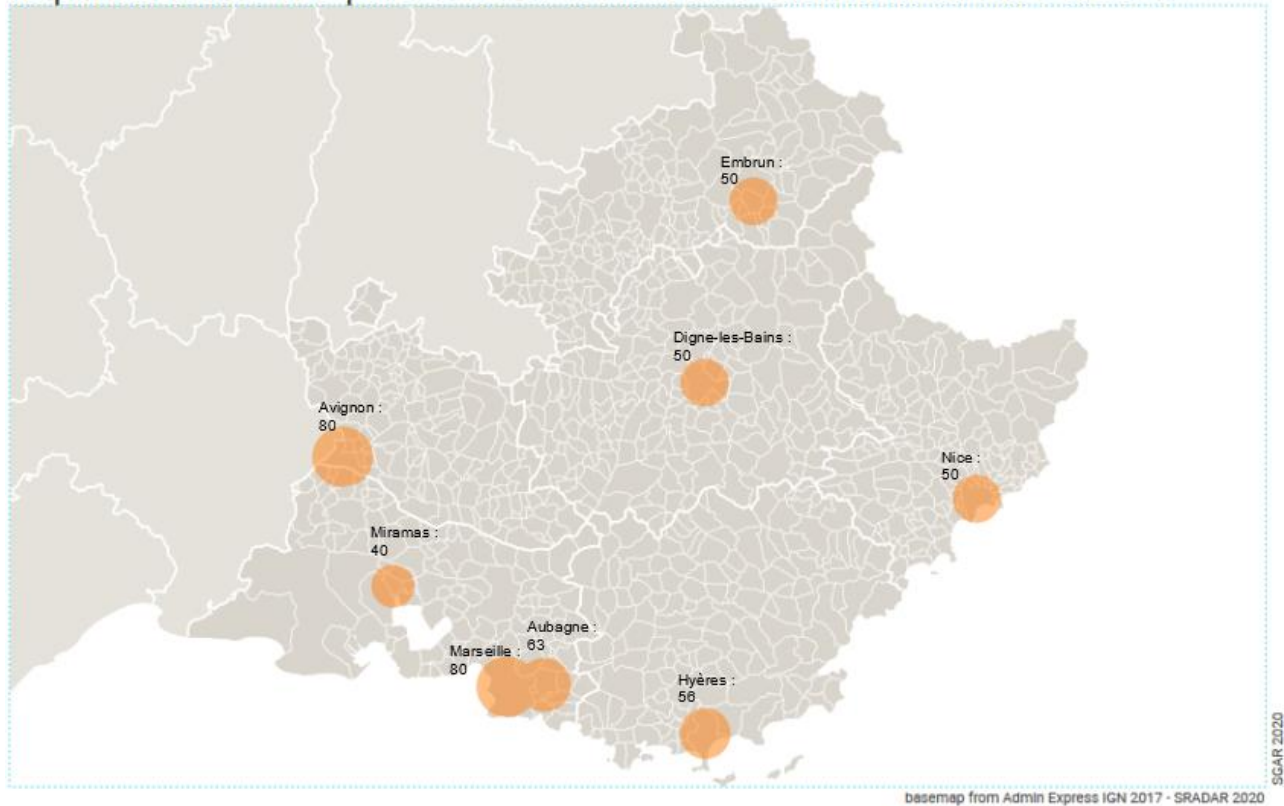 Embrun :
50
Digne-les-Bains :
50
Avignon :
80
Nice :
50
Miramas :
40
Aubagne :
63
Marseille :
80
Hyères :
56
SGAR 2020
basemap from Admin Express IGN 2017 - SRADAR 2020